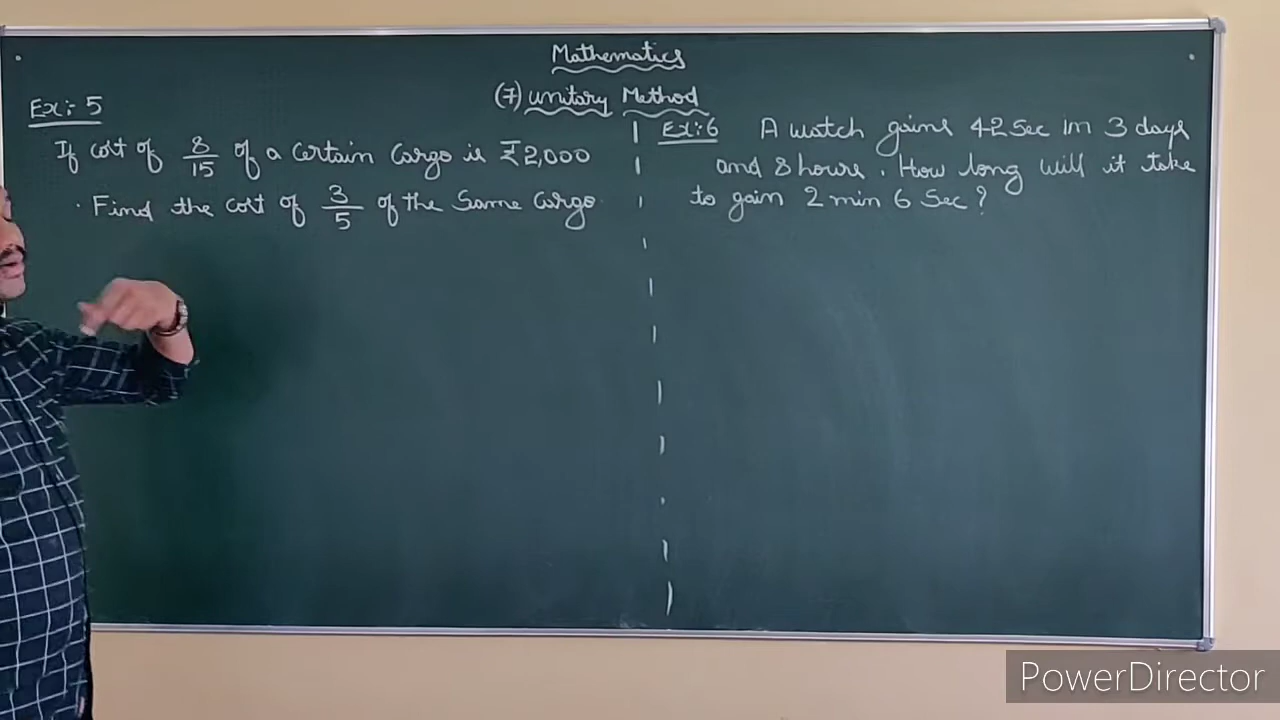 Mathematics
(7) Unitary Method
Ex:- 5
If cost of 8/15 of a certain Cargo is ₹2,000
. Find the cost of 3/5 of the Same Cargo.
Ex:6 A watch gains 42 Sec in 3 days
and 8 hours. How long will it take
to gain 2 min 6 Sec?
PowerDirector